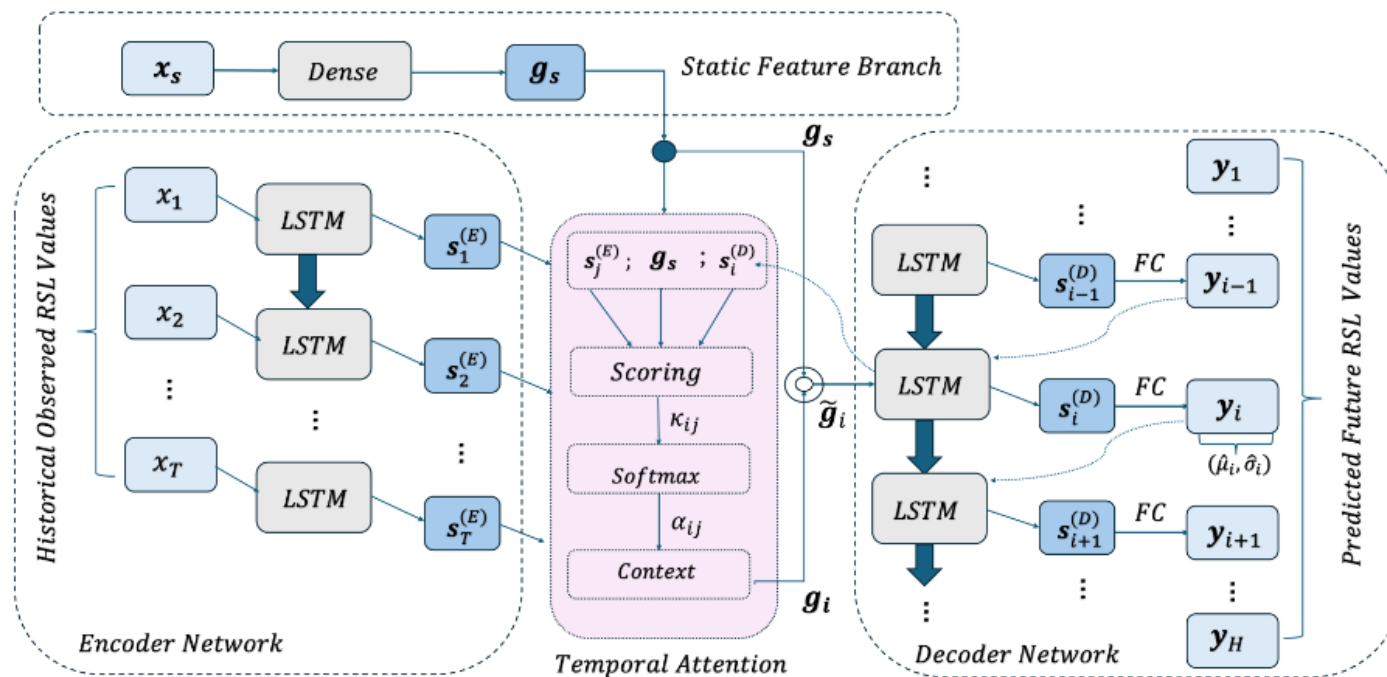 x_s
Dense
g_s
Static Feature Branch
Historical Observed RSL Values
x_1
x_2
⋮
x_T
LSTM
LSTM
⋮
LSTM
s_1^(E)
s_2^(E)
⋮
s_T^(E)
Encoder Network
s_j^(E) ; g_s ; s_i^(D)
Scoring
κ_ij
Softmax
α_ij
Context
Temporal Attention
g_s
g̃_i
g_i
⋮
LSTM
LSTM
LSTM
⋮
⋮
s_{i-1}^(D)
s_i^(D)
s_{i+1}^(D)
⋮
FC
FC
FC
y_1
⋮
y_{i-1}
y_i
(μ̂_i, σ̂_i)
y_{i+1}
⋮
y_H
Decoder Network
Predicted Future RSL Values